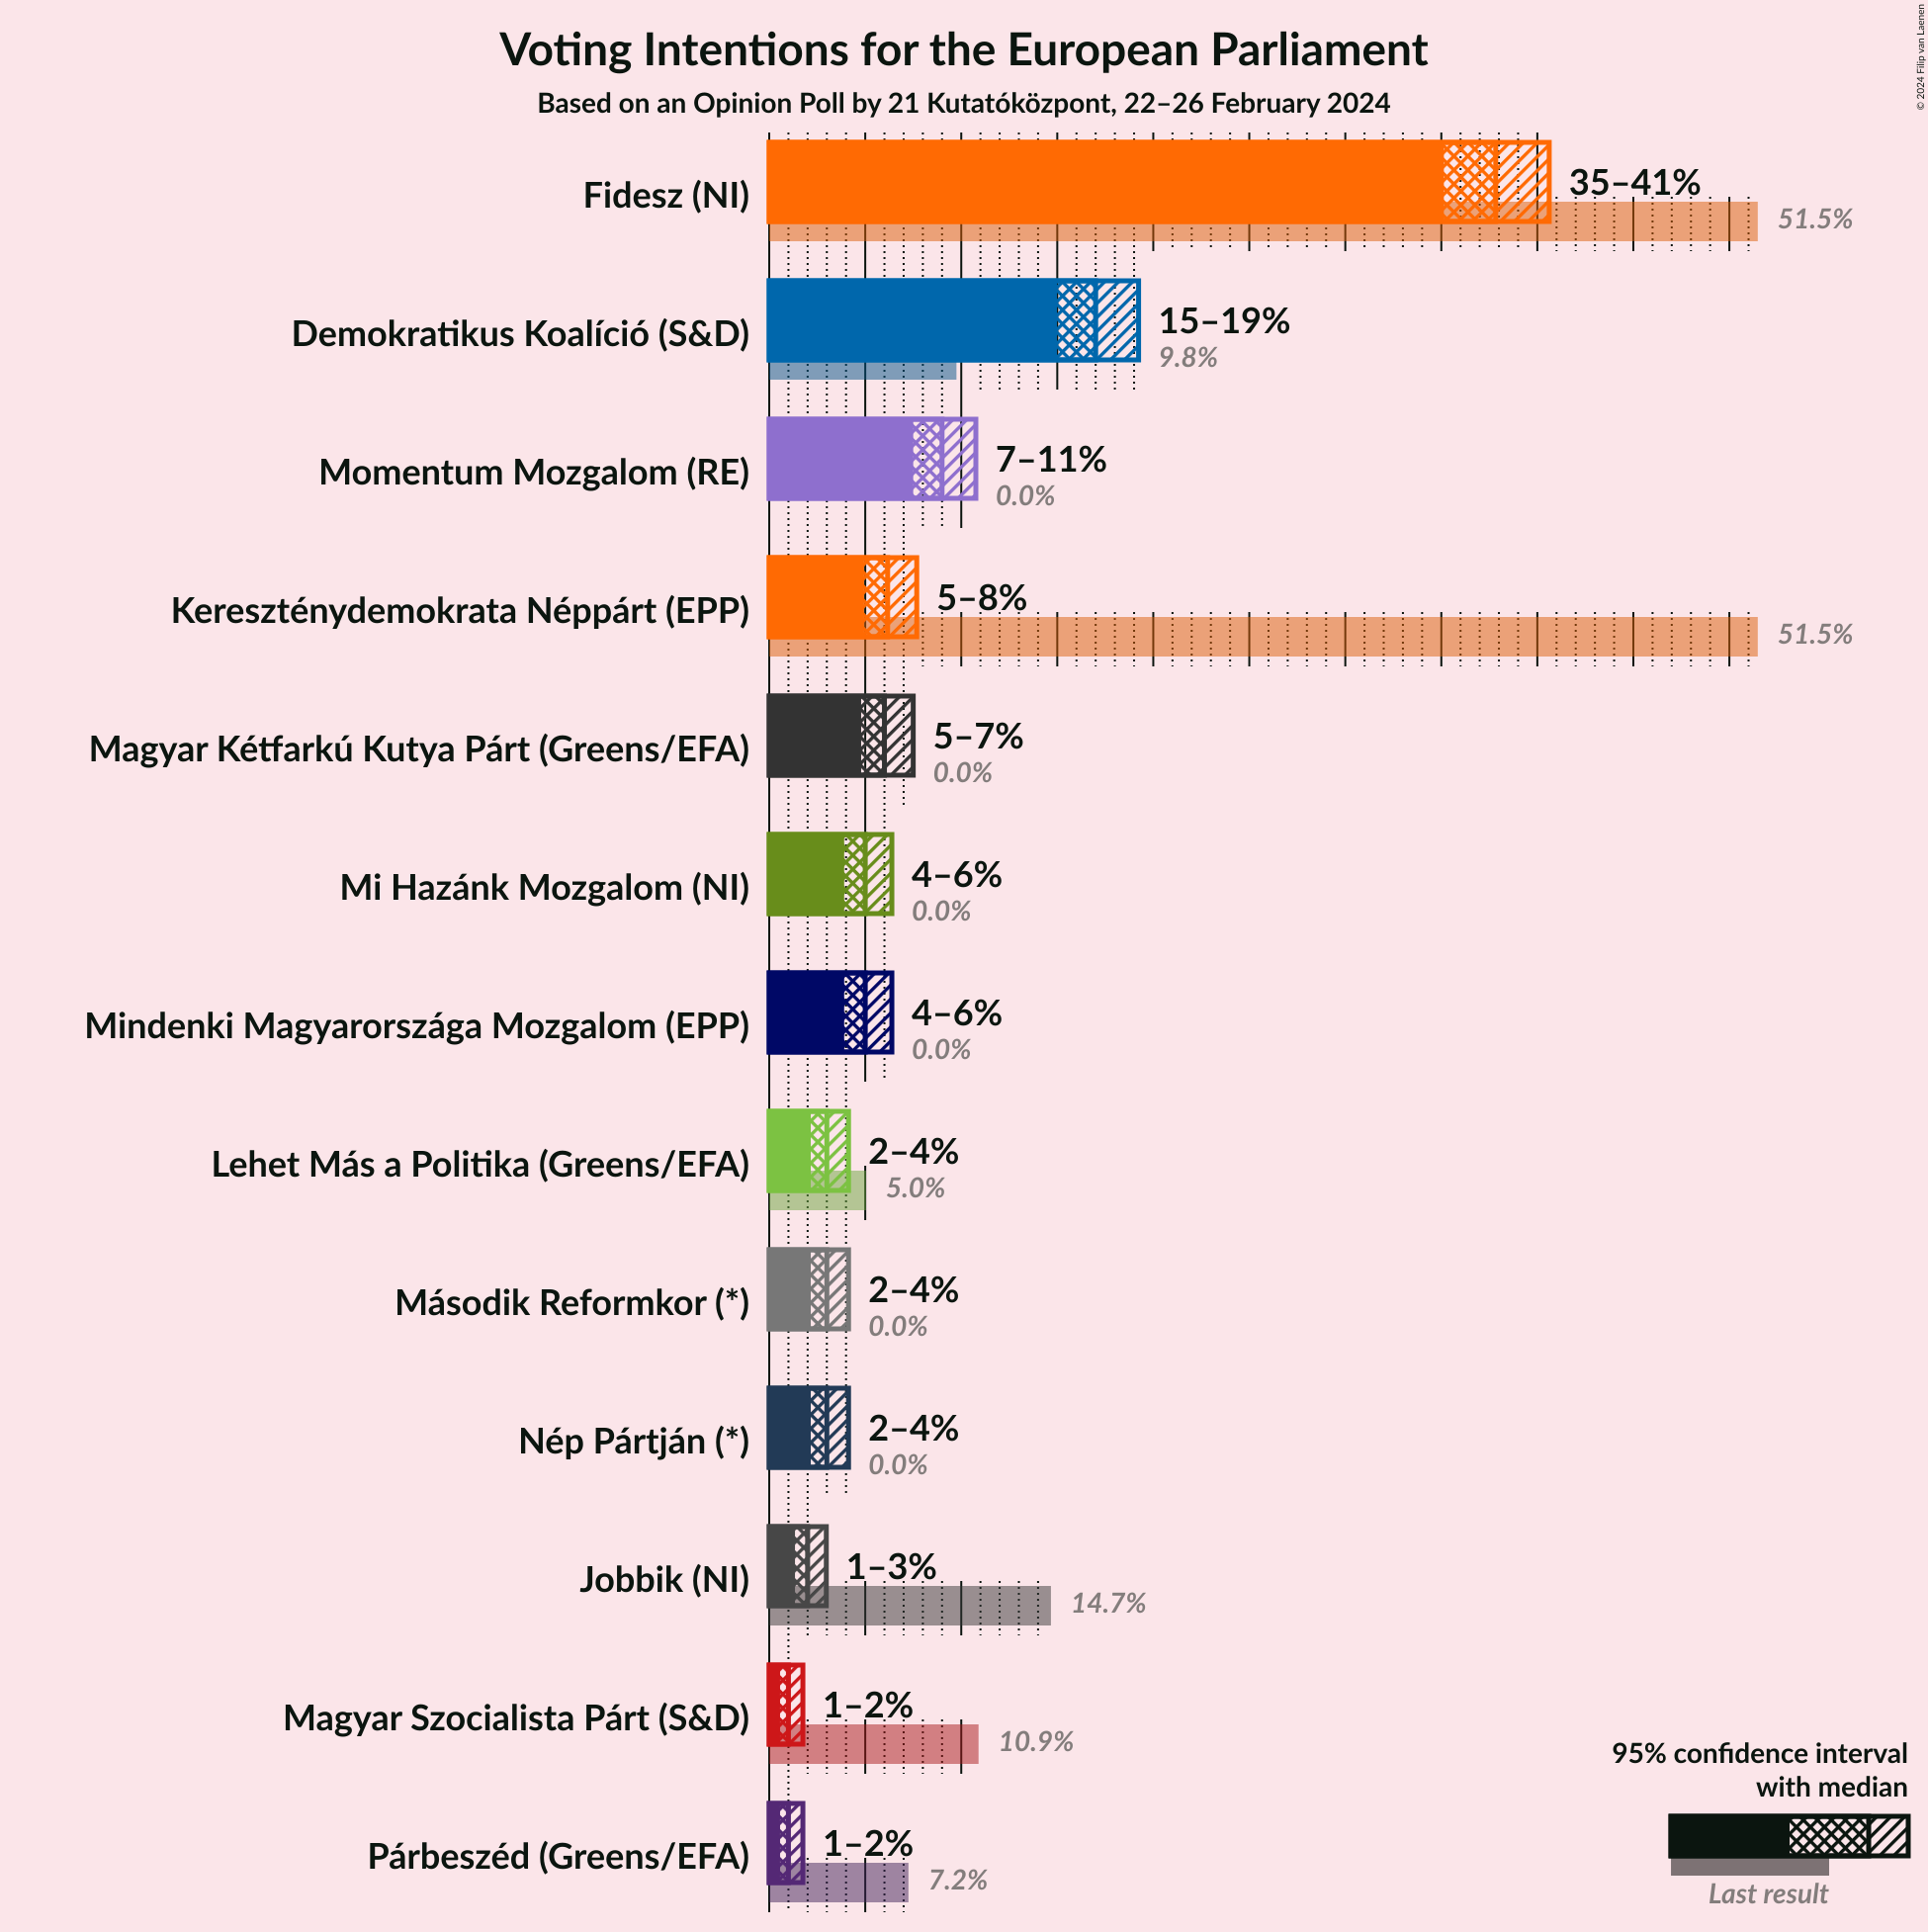 Voting Intentions for the European Parliament
Based on an Opinion Poll by 21 Kutatóközpont, 22–26 February 2024
© 2024 Filip van Laenen
Fidesz (NI)
35–41%
51.5%
Demokratikus Koalíció (S&D)
15–19%
9.8%
Momentum Mozgalom (RE)
7–11%
0.0%
Kereszténydemokrata Néppárt (EPP)
5–8%
51.5%
Magyar Kétfarkú Kutya Párt (Greens/EFA)
5–7%
0.0%
Mi Hazánk Mozgalom (NI)
4–6%
0.0%
Mindenki Magyarországa Mozgalom (EPP)
4–6%
0.0%
Lehet Más a Politika (Greens/EFA)
2–4%
5.0%
Második Reformkor (*)
2–4%
0.0%
Nép Pártján (*)
2–4%
0.0%
Jobbik (NI)
1–3%
14.7%
Magyar Szocialista Párt (S&D)
1–2%
10.9%
Párbeszéd (Greens/EFA)
1–2%
7.2%
95% confidence interval
with median
Last result